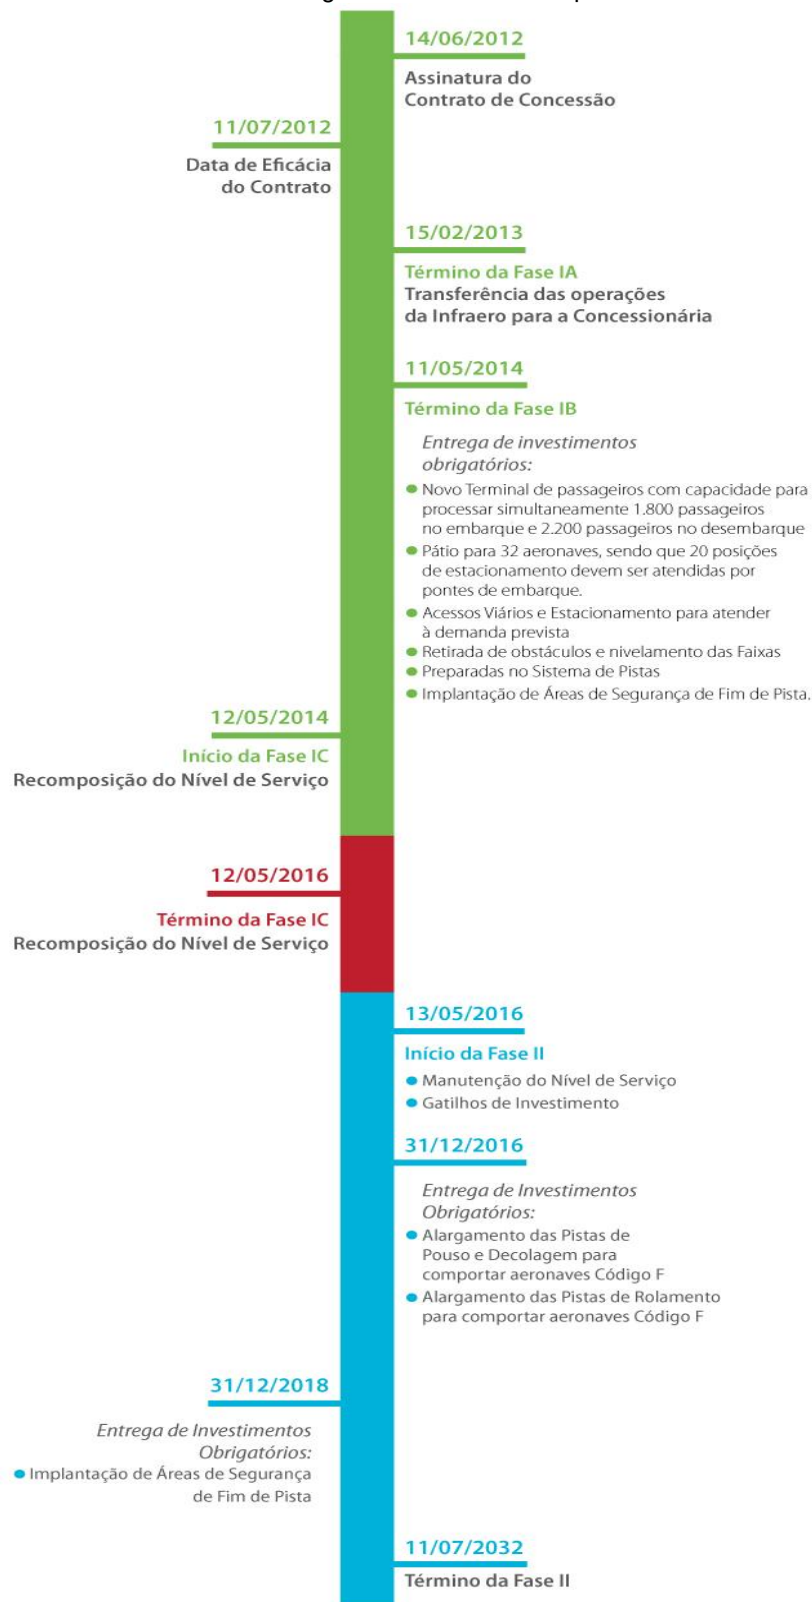 14/06/2012
Assinatura do
Contrato de Concessão
11/07/2012
Data de Eficácia
do Contrato
15/02/2013
Término da Fase IA
Transferência das operações
da Infraero para a Concessionária
11/05/2014
Término da Fase IB
Entrega de investimentos
obrigatórios:
• Novo Terminal de passageiros com capacidade para
processar simultaneamente 1.800 passageiros
no embarque e 2.200 passageiros no desembarque
• Pátio para 32 aeronaves, sendo que 20 posições
de estacionamento devem ser atendidas por
pontes de embarque.
• Acessos Viários e Estacionamento para atender
à demanda prevista
• Retirada de obstáculos e nivelamento das Faixas
• Preparadas no Sistema de Pistas
• Implantação de Áreas de Segurança de Fim de Pista.
12/05/2014
Início da Fase IC
Recomposição do Nível de Serviço
12/05/2016
Término da Fase IC
Recomposição do Nível de Serviço
13/05/2016
Início da Fase II
• Manutenção do Nível de Serviço
• Gatilhos de Investimento
31/12/2016
Entrega de Investimentos
Obrigatórios:
• Alargamento das Pistas de
Pouso e Decolagem para
comportar aeronaves Código F
• Alargamento das Pistas de Rolamento
para comportar aeronaves Código F
31/12/2018
Entrega de Investimentos
Obrigatórios:
• Implantação de Áreas de Segurança
de Fim de Pista
11/07/2032
Término da Fase II